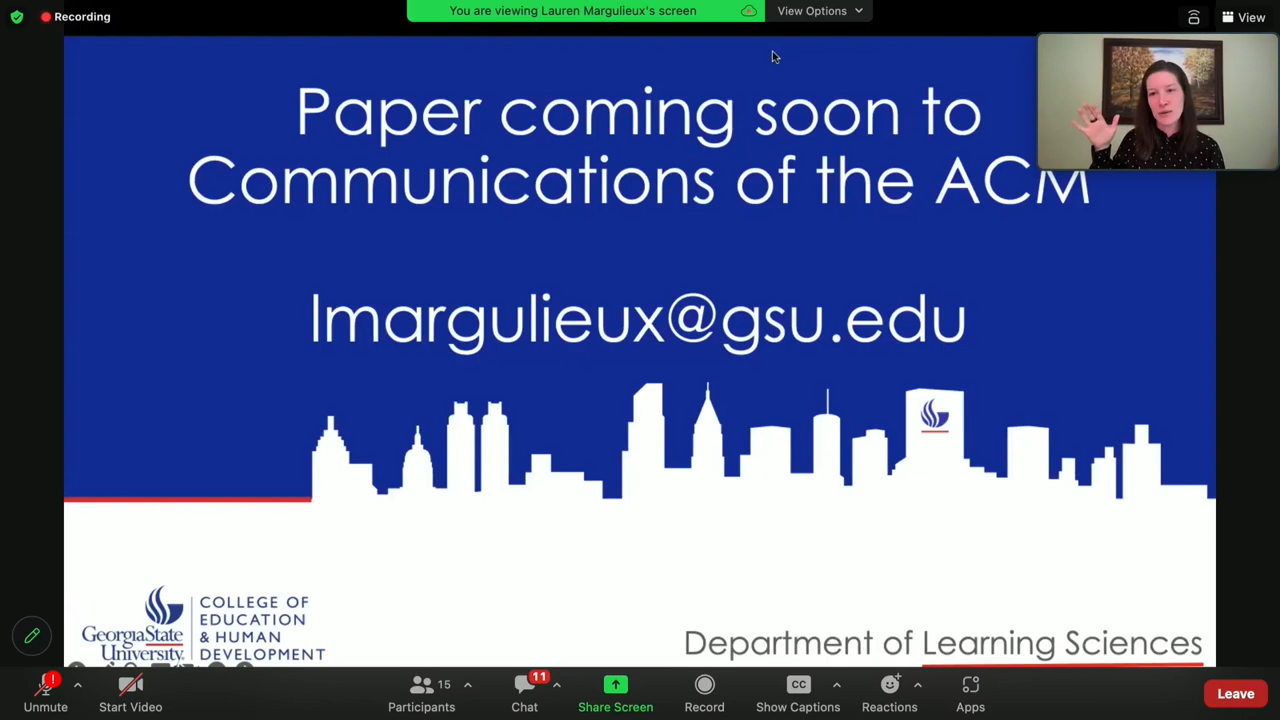 Recording
You are viewing Lauren Margulieux's screen
View Options
View
Paper coming soon to
Communications of the ACM
lmargulieux@gsu.edu
GeorgiaState
University
COLLEGE OF
EDUCATION
& HUMAN
DEVELOPMENT
Department of Learning Sciences
Unmute
Start Video
15
Participants
11
Chat
Share Screen
Record
CC
Show Captions
Reactions
Apps
Leave